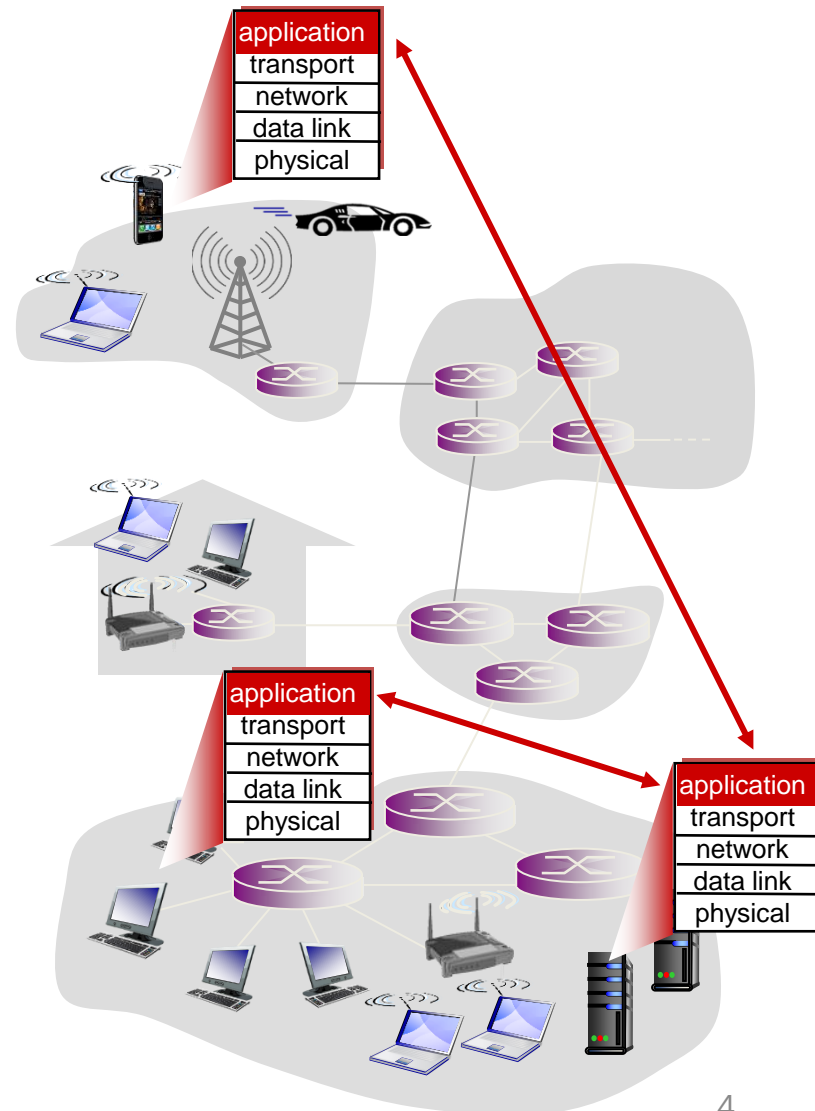 application
transport
network
data link
physical
application
transport
network
data link
physical
application
transport
network
data link
physical
4